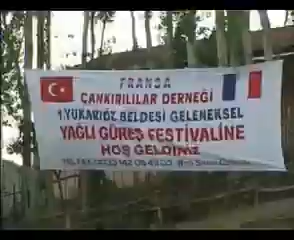 FRANSA
ÇANKIRILILAR DERNEĞİ
1.YUKARIÖZ BELDESİ GELENEKSEL
YAĞLI GÜREŞ FESTİVALİNE
HOŞ GELDİNİZ